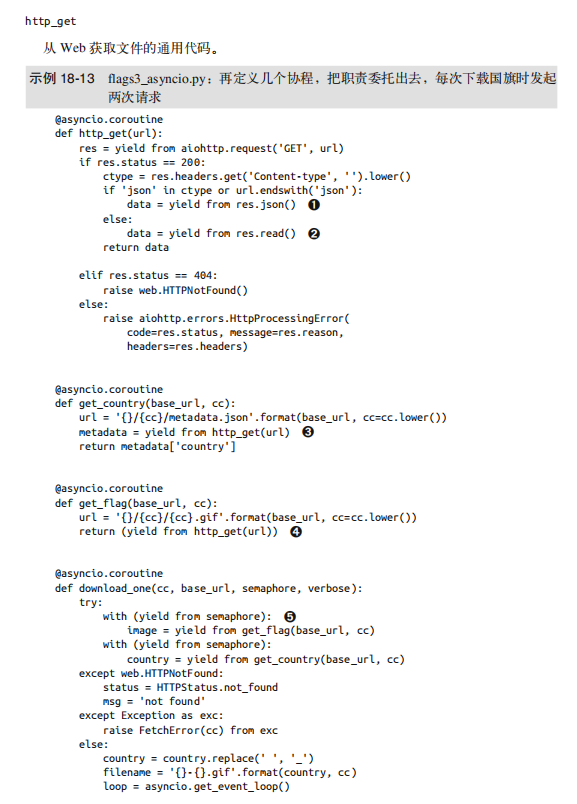 http_get
从 Web 获取文件的通用代码。
示例 18-13 flags3_asyncio.py：再定义几个协程，把职责委托出去，每次下载国旗时发起
两次请求
@asyncio.coroutine
def http_get(url):
    res = yield from aiohttp.request('GET', url)
    if res.status == 200:
        ctype = res.headers.get('Content-type', '').lower()
        if 'json' in ctype or url.endswith('json'):
            data = yield from res.json() ❶
        else:
            data = yield from res.read() ❷
        return data
    elif res.status == 404:
        raise web.HTTPNotFound()
    else:
        raise aiohttp.errors.HttpProcessingError(
            code=res.status, message=res.reason,
            headers=res.headers)
@asyncio.coroutine
def get_country(base_url, cc):
    url = '{}/{cc}/metadata.json'.format(base_url, cc=cc.lower())
    metadata = yield from http_get(url) ❸
    return metadata['country']
@asyncio.coroutine
def get_flag(base_url, cc):
    url = '{}/{cc}/{cc}.gif'.format(base_url, cc=cc.lower())
    return (yield from http_get(url)) ❹
@asyncio.coroutine
def download_one(cc, base_url, semaphore, verbose):
    try:
        with (yield from semaphore): ❺
            image = yield from get_flag(base_url, cc)
        with (yield from semaphore):
            country = yield from get_country(base_url, cc)
    except web.HTTPNotFound:
        status = HTTPStatus.not_found
        msg = 'not found'
    except Exception as exc:
        raise FetchError(cc) from exc
    else:
        country = country.replace(' ', '_')
        filename = '{}-{}.gif'.format(country, cc)
        loop = asyncio.get_event_loop()